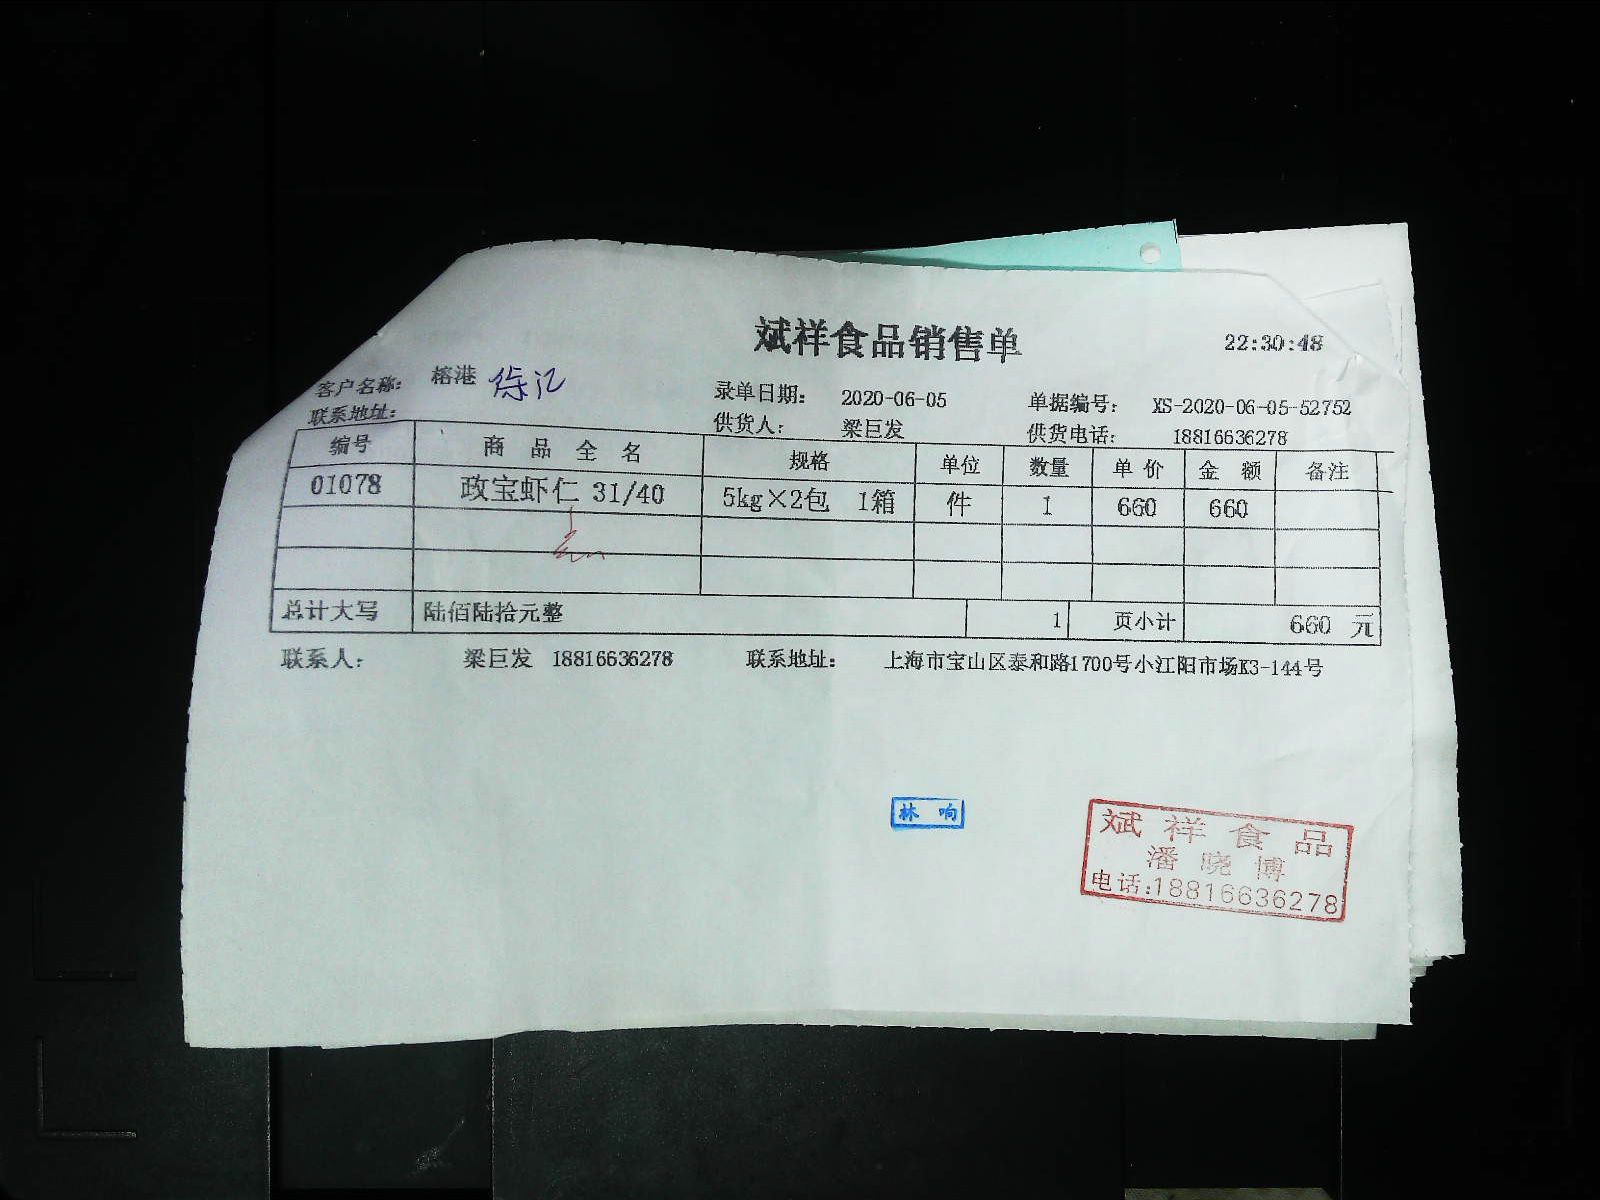 斌祥食品销售单 22:30:48
客户名称： 榕港 徐汇 录单日期： 2020-06-05 单据编号： XS-2020-06-05-52752
联系地址： 供货人： 梁巨发 供货电话： 18816636278
编号 商品全名 规格 单位 数量 单价 金额 备注
01078 政宝虾仁 31/40 5kg×2包 1箱 件 1 660 660
总计大写 陆佰陆拾元整 1 页小计 660 元
联系人： 梁巨发 18816636278 联系地址： 上海市宝山区泰和路1700号小江阳市场K3-144号
林响
斌祥食品
潘晓博
电话:18816636278